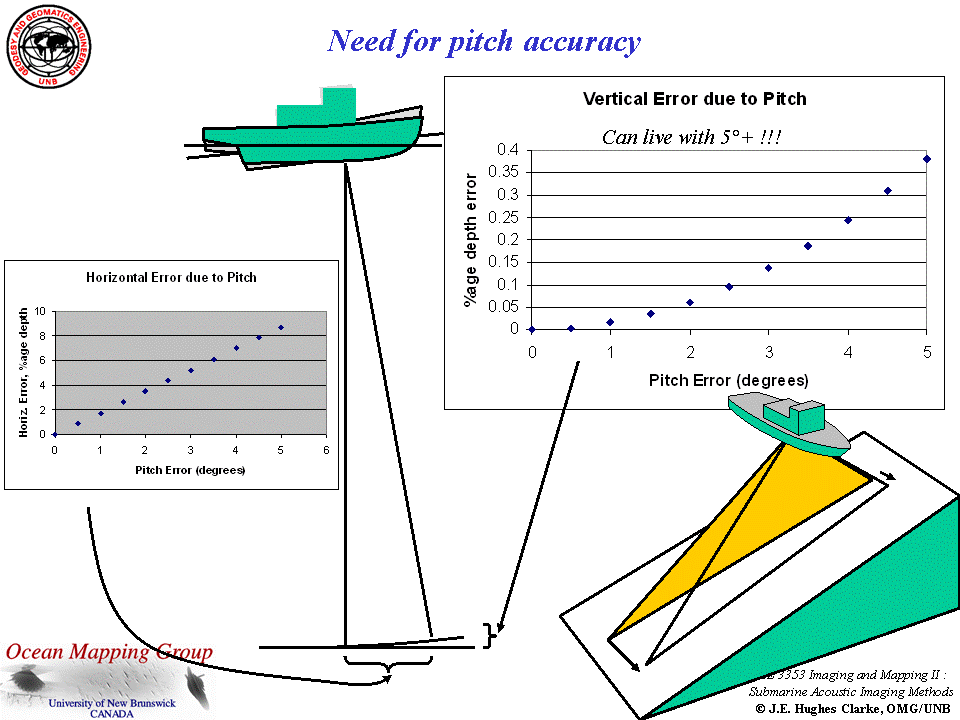 GEODESY AND GEOMATICS ENGINEERING
UNB
Need for pitch accuracy
Vertical Error due to Pitch
Can live with 5°+ !!!
%age depth error
0.4
0.35
0.3
0.25
0.2
0.15
0.1
0.05
0
0 1 2 3 4 5
Pitch Error (degrees)
Horizontal Error due to Pitch
Horiz. Error, %age depth
10
8
6
4
2
0
0 1 2 3 4 5 6
Pitch Error (degrees)
Ocean Mapping Group
University of New Brunswick
CANADA
3353 Imaging and Mapping II :
Submarine Acoustic Imaging Methods
© J.E. Hughes Clarke, OMG/UNB